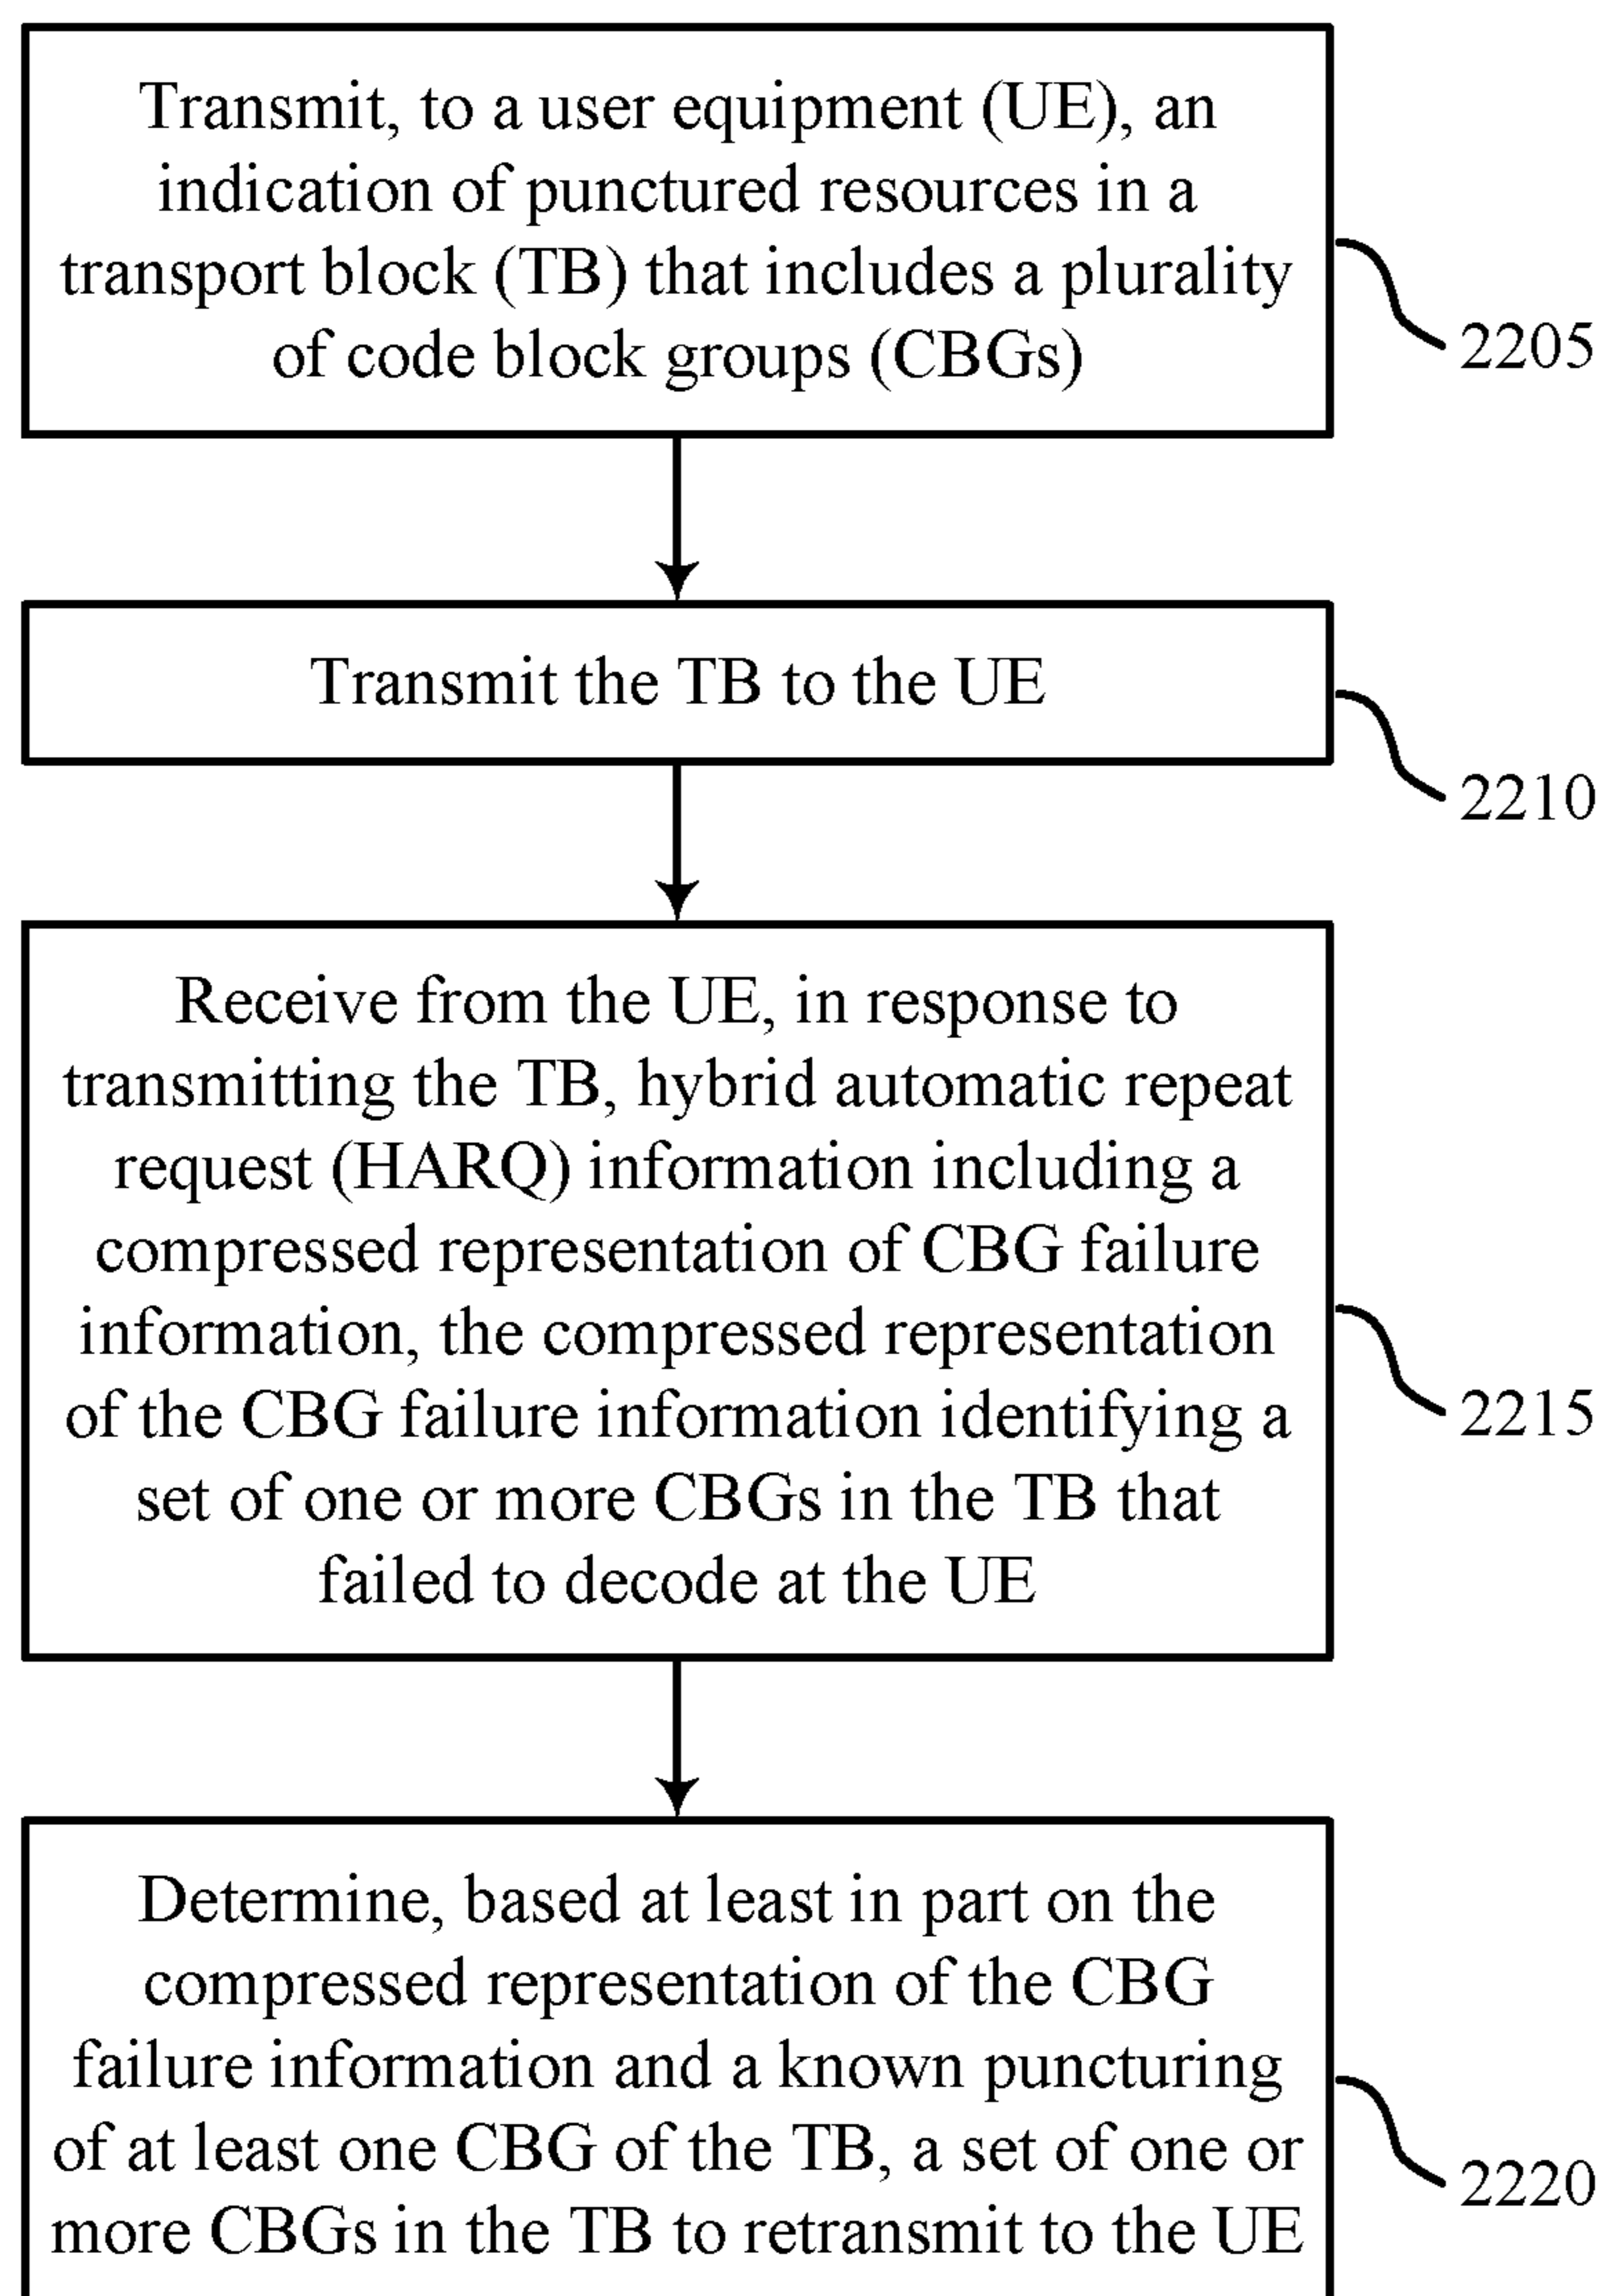 Transmit, to a user equipment (UE), an
indication of punctured resources in a
transport block (TB) that includes a plurality
of code block groups (CBGs)
2205
Transmit the TB to the UE
2210
Receive from the UE, in response to
transmitting the TB, hybrid automatic repeat
request (HARQ) information including a
compressed representation of CBG failure
information, the compressed representation
of the CBG failure information identifying a
set of one or more CBGs in the TB that
failed to decode at the UE
2215
Determine, based at least in part on the
compressed representation of the CBG
failure information and a known puncturing
of at least one CBG of the TB, a set of one or
more CBGs in the TB to retransmit to the UE
2220